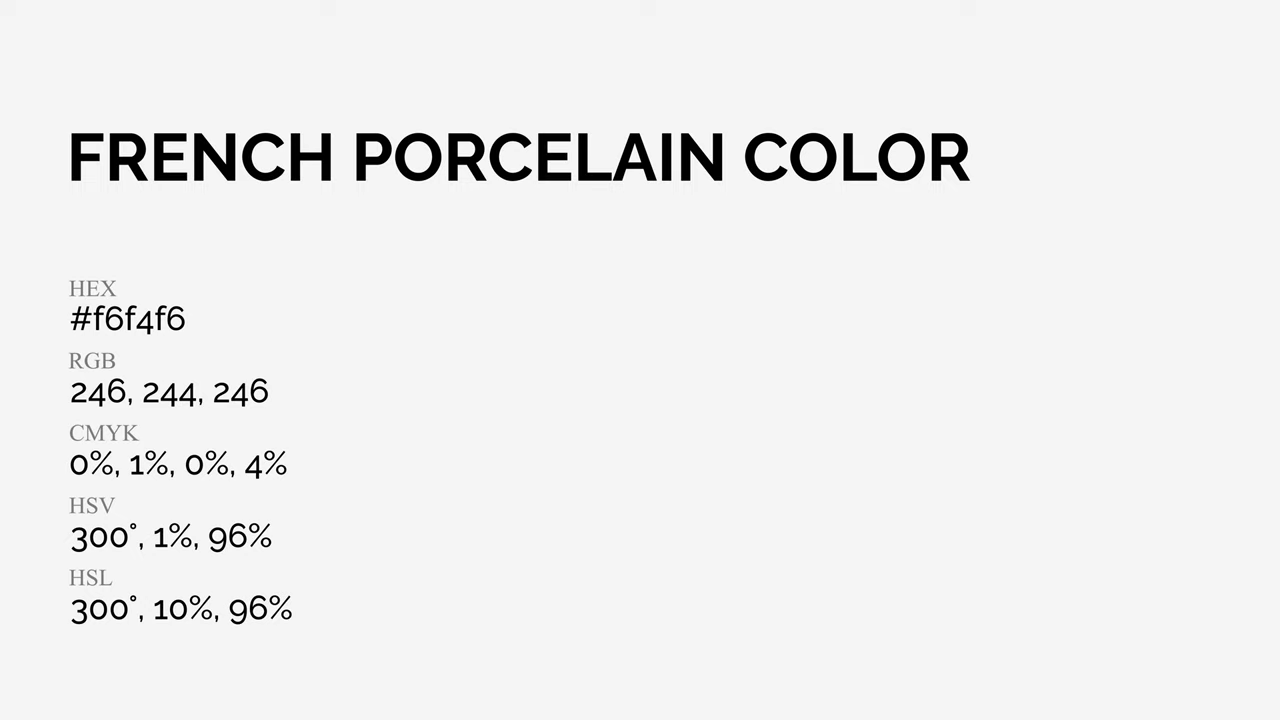 FRENCH PORCELAIN COLOR
HEX
#f6f4f6
RGB
246, 244, 246
CMYK
0%, 1%, 0%, 4%
HSV
300°, 1%, 96%
HSL
300°, 10%, 96%